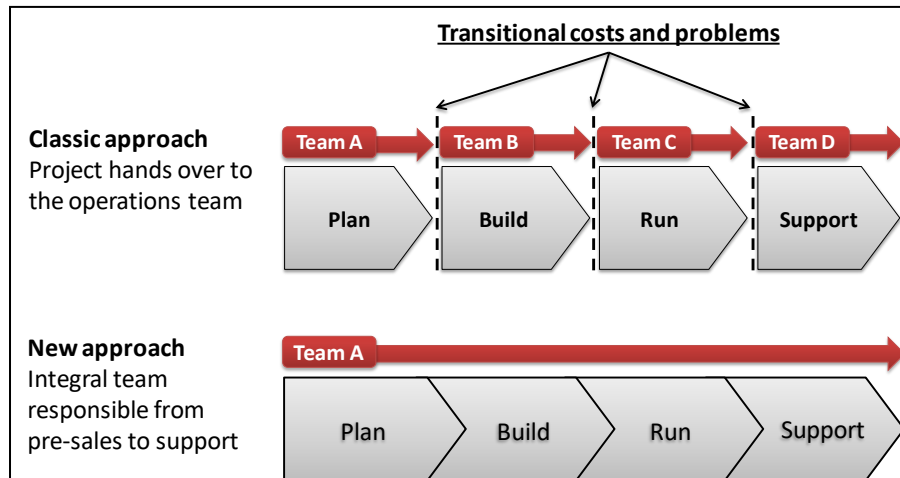 Transitional costs and problems
Classic approach
Project hands over to
the operations team
Team A
Team B
Team C
Team D
Plan
Build
Run
Support
New approach
Integral team
responsible from
pre-sales to support
Team A
Plan
Build
Run
Support